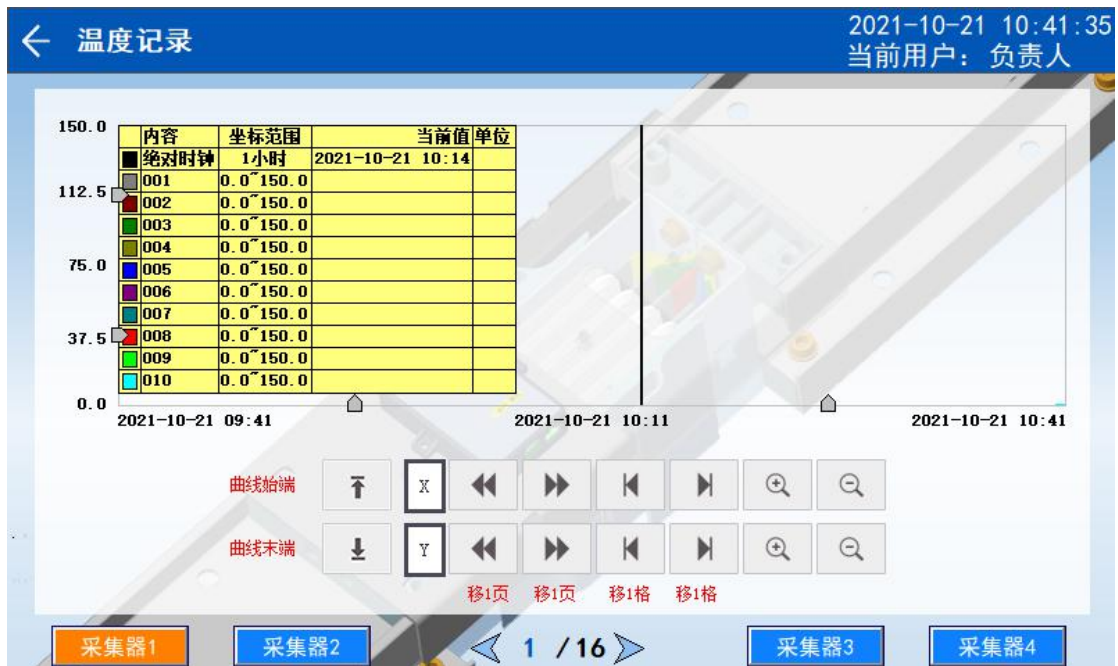 温度记录
2021-10-21 10:41:35
当前用户： 负责人
150.0
112.5
75.0
37.5
0.0
内容 坐标范围 当前值 单位
绝对时钟 1小时 2021-10-21 10:14
001 0.0~150.0
002 0.0~150.0
003 0.0~150.0
004 0.0~150.0
005 0.0~150.0
006 0.0~150.0
007 0.0~150.0
008 0.0~150.0
009 0.0~150.0
010 0.0~150.0
2021-10-21 09:41 2021-10-21 10:11 2021-10-21 10:41
曲线始端 X
曲线末端 Y
移1页 移1页 移1格 移1格
采集器1 采集器2 1 /16 采集器3 采集器4